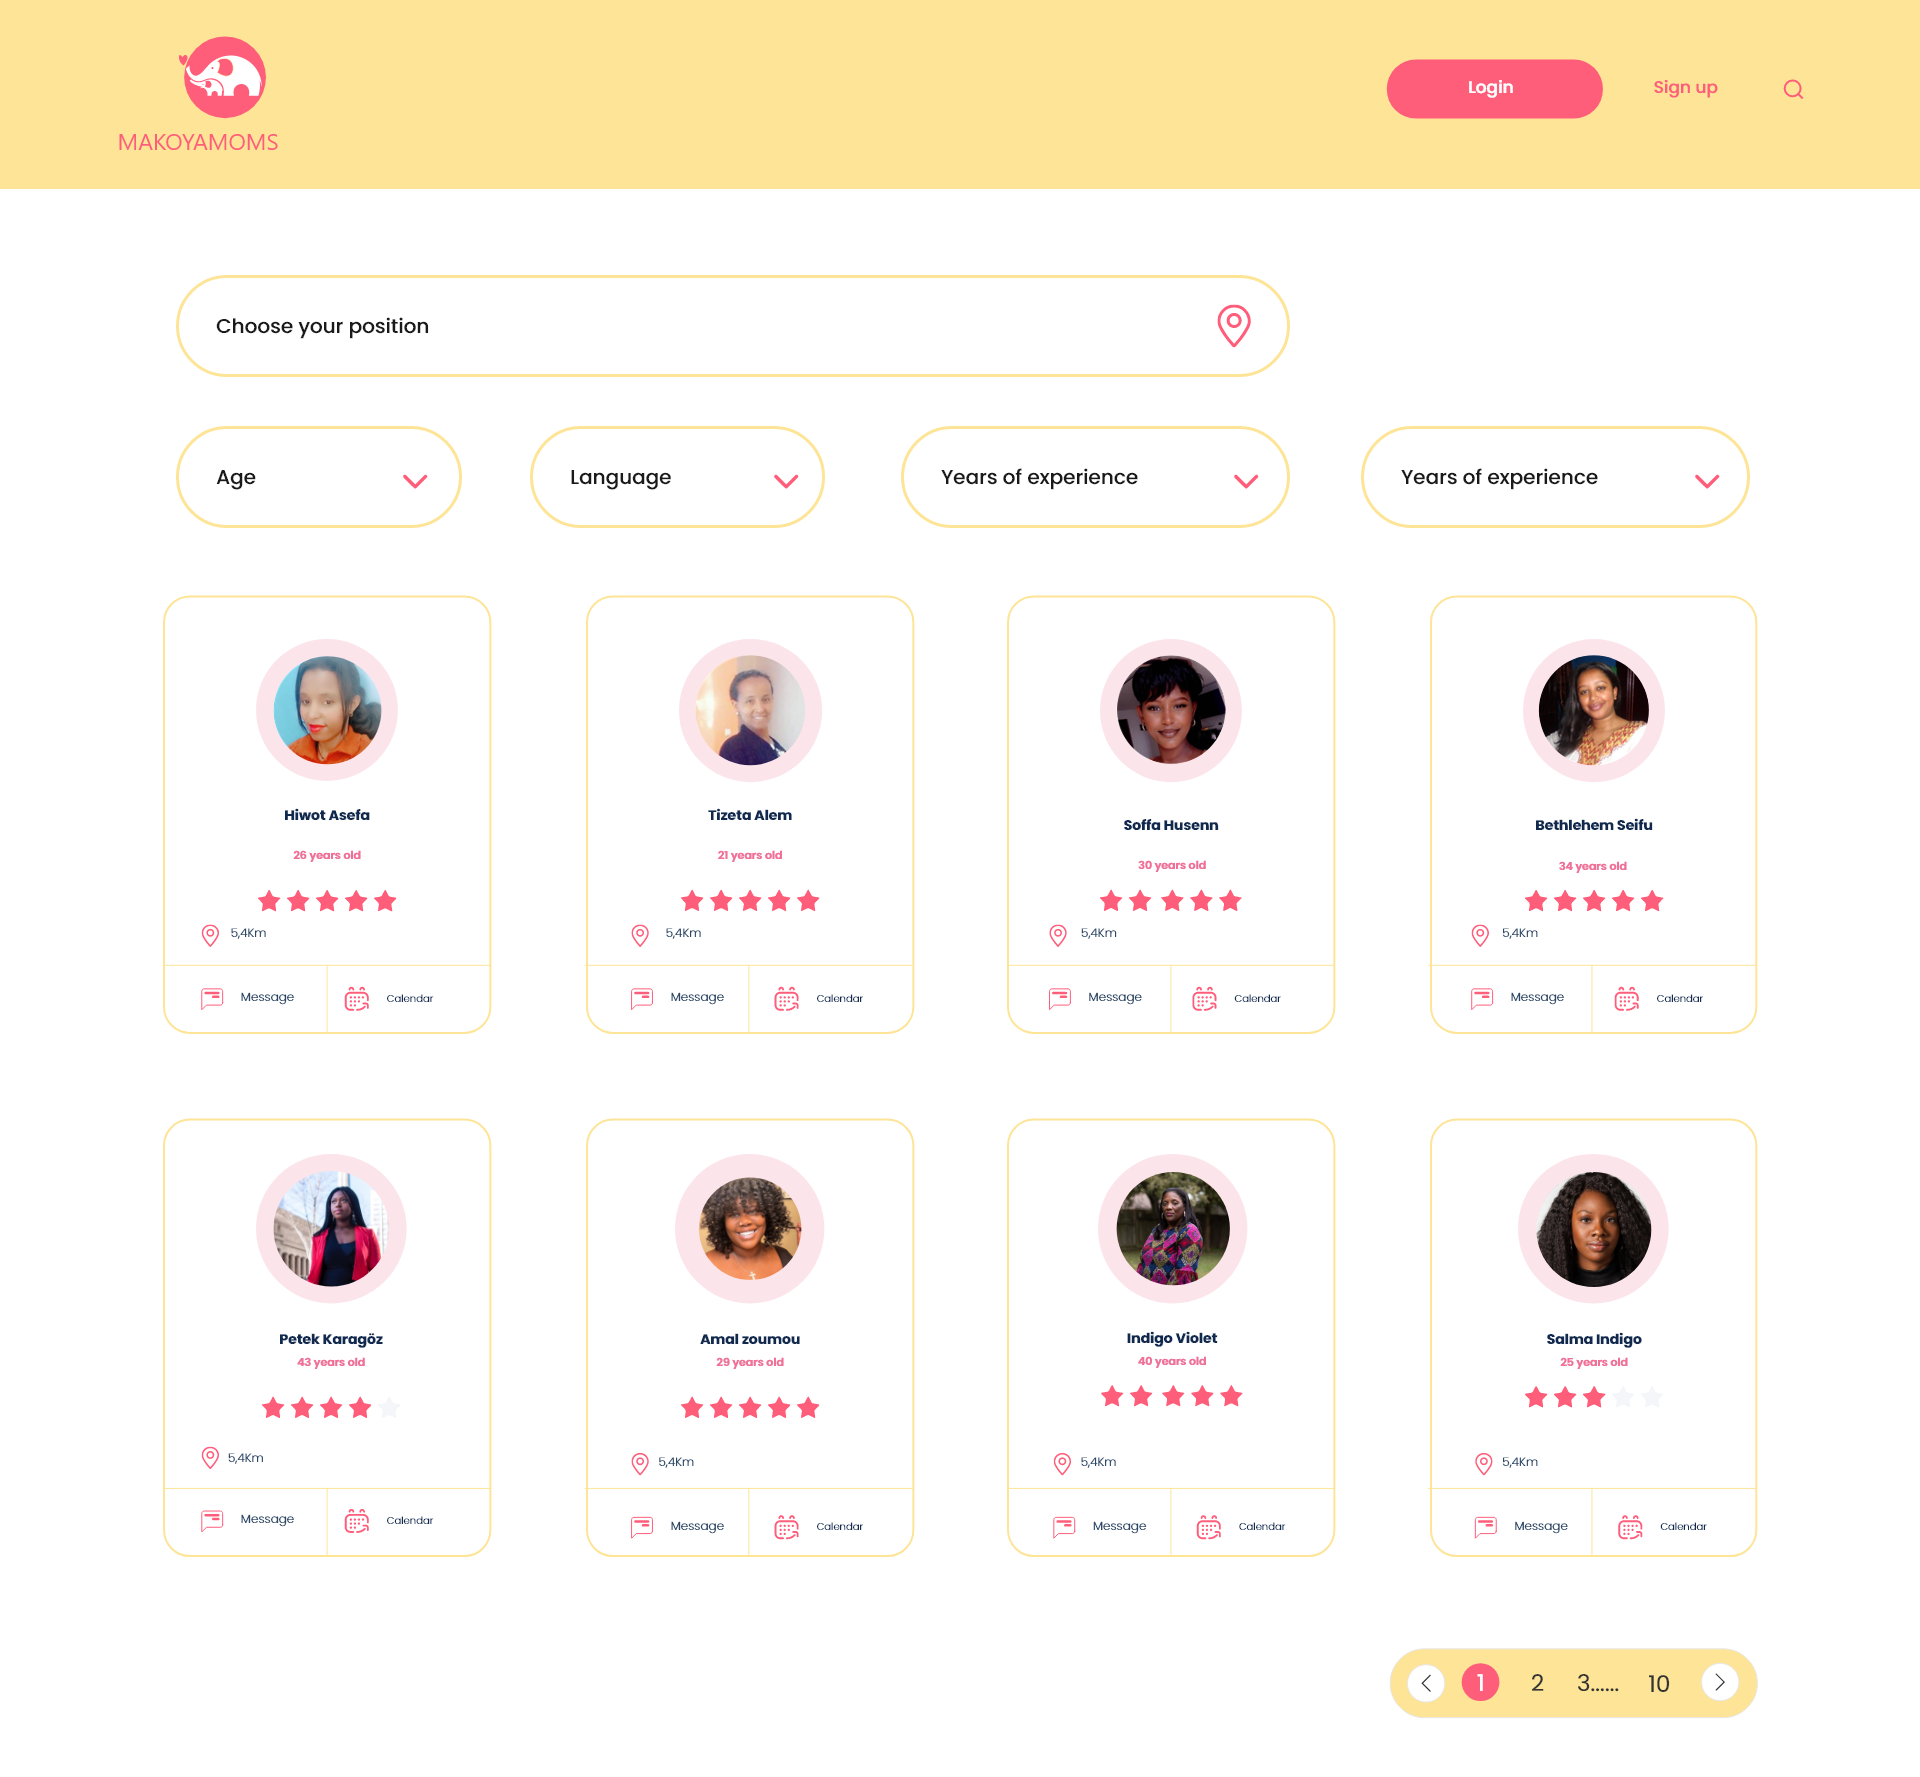 MAKOYAMOMS
Login
Sign up
Choose your position
Age
Language
Years of experience
Years of experience
Hiwot Asefa
26 years old
5,4Km
Message
Calendar
Tizeta Alem
21 years old
5,4Km
Message
Calendar
Soffa Husenn
30 years old
5,4Km
Message
Calendar
Bethlehem Seifu
34 years old
5,4Km
Message
Calendar
Petek Karagöz
43 years old
5,4Km
Message
Calendar
Amal zoumou
29 years old
5,4Km
Message
Calendar
Indigo Violet
40 years old
5,4Km
Message
Calendar
Salma Indigo
25 years old
5,4Km
Message
Calendar
1 2 3...... 10